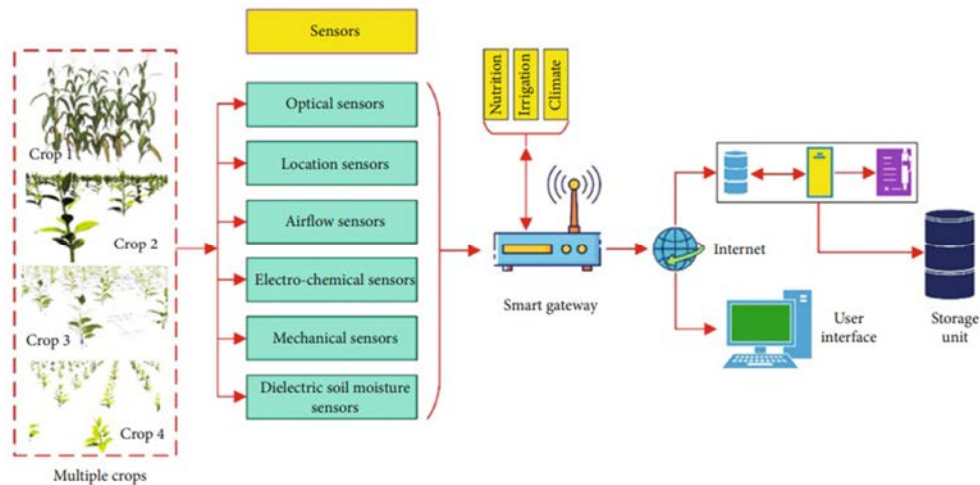 Sensors
Crop 1
Crop 2
Crop 3
Crop 4
Multiple crops
Optical sensors
Location sensors
Airflow sensors
Electro-chemical sensors
Mechanical sensors
Dielectric soil moisture
sensors
Nutrition
Irrigation
Climate
Smart gateway
Internet
User
interface
Storage
unit